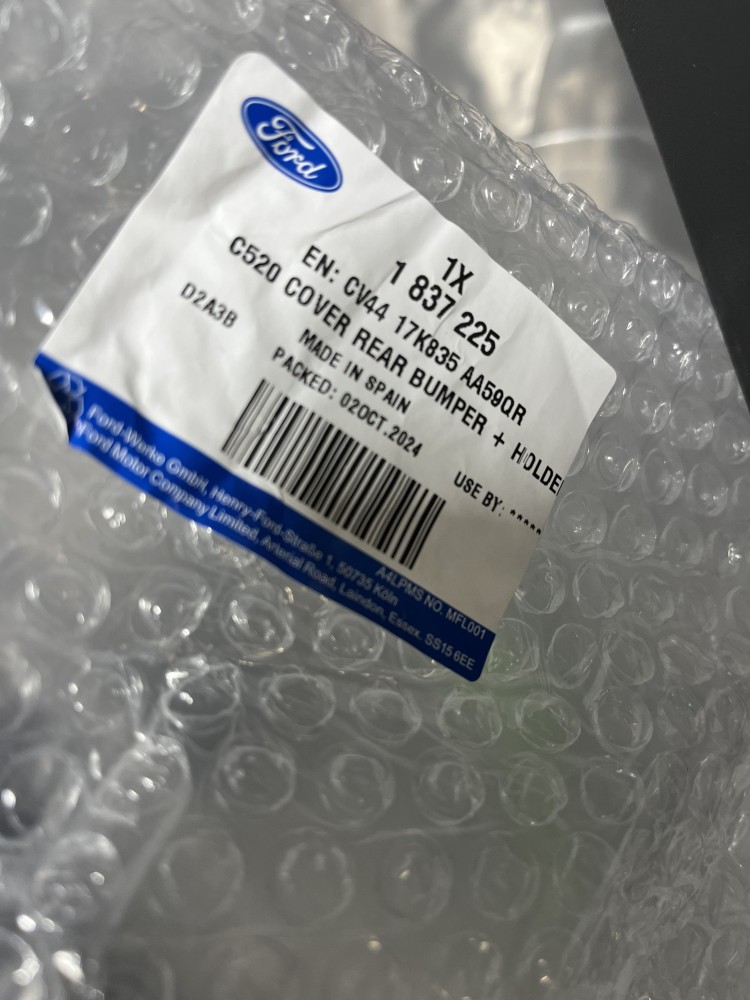 Ford
1X
1 837 225
EN: CV44 17K835 AA59QR
C520 COVER REAR BUMPER + HOLDE
D2A3B
MADE IN SPAIN
PACKED: 02OCT.2024
USE BY: *****
A4LPMS NO. MFL001
Ford-Werke GmbH, Henry-Ford-Straße 1, 50735 Köln
Ford Motor Company Limited, Arterial Road, Laindon, Essex, SS15 6EE